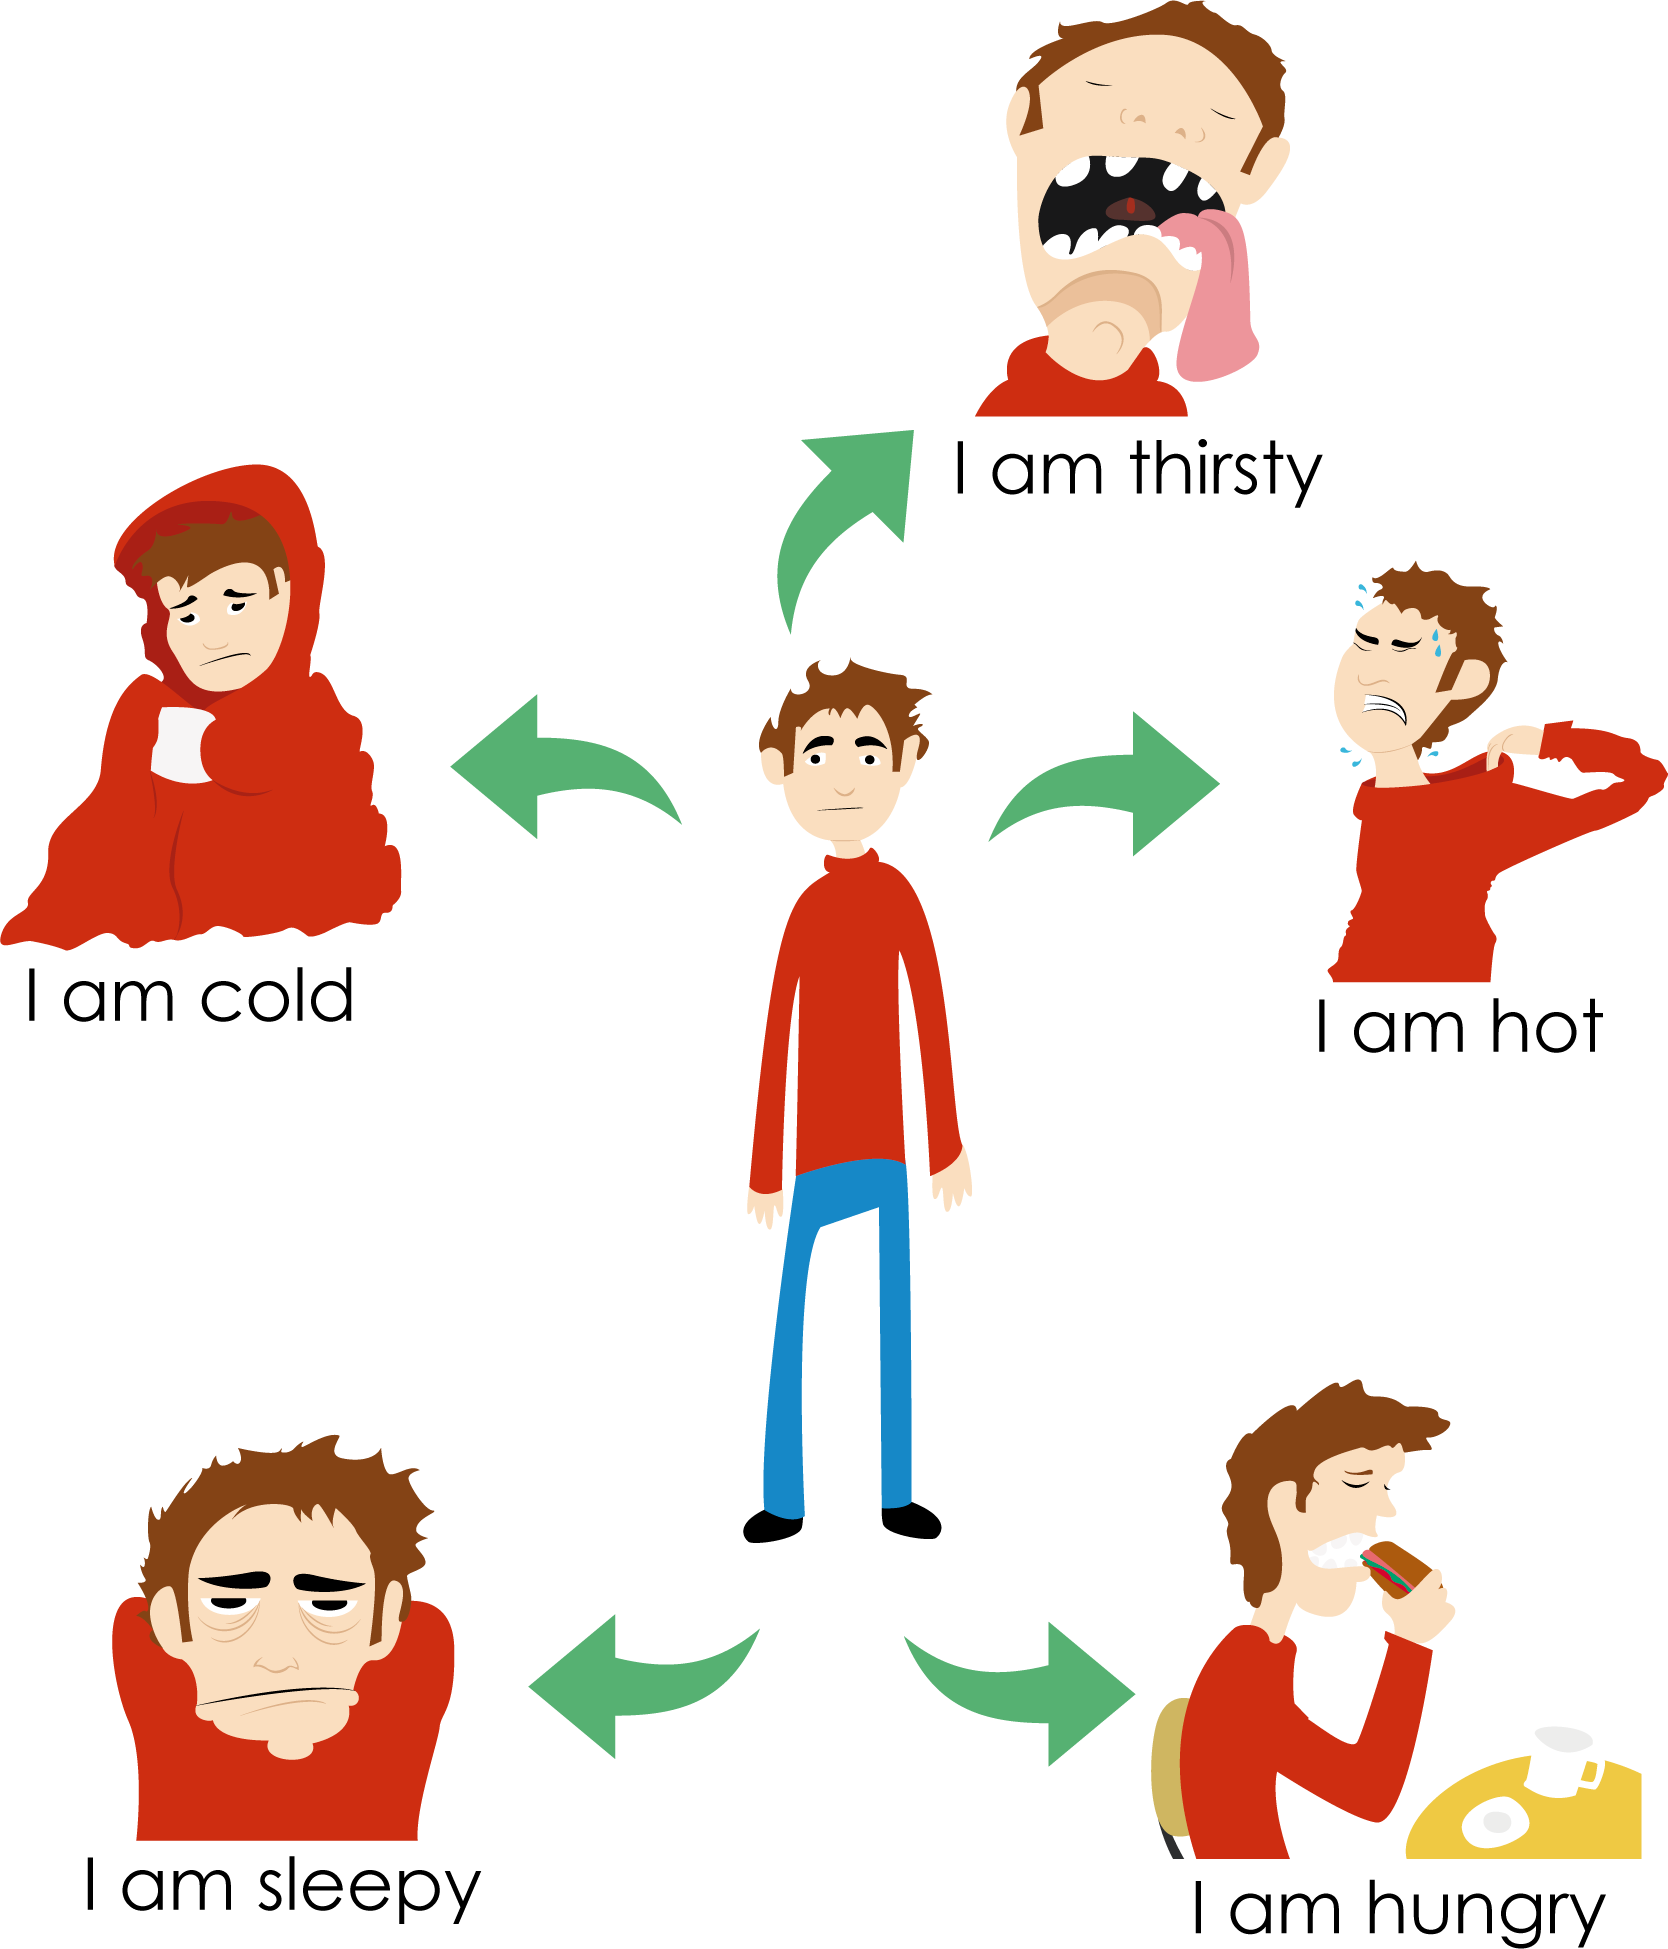 I am thirsty
I am cold
I am hot
I am sleepy
I am hungry